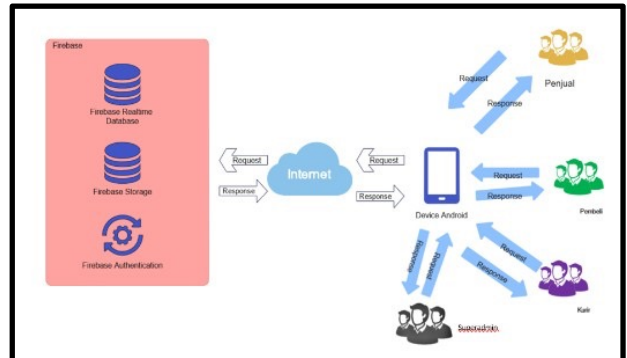 Firebase
Firebase Realtime
Database
Firebase Storage
Firebase Authentication
Request
Response
Internet
Request
Response
Device Android
Request
Response
Penjual
Request
Response
Pembeli
Request
Response
Kurir
Response
Request
Superadmin